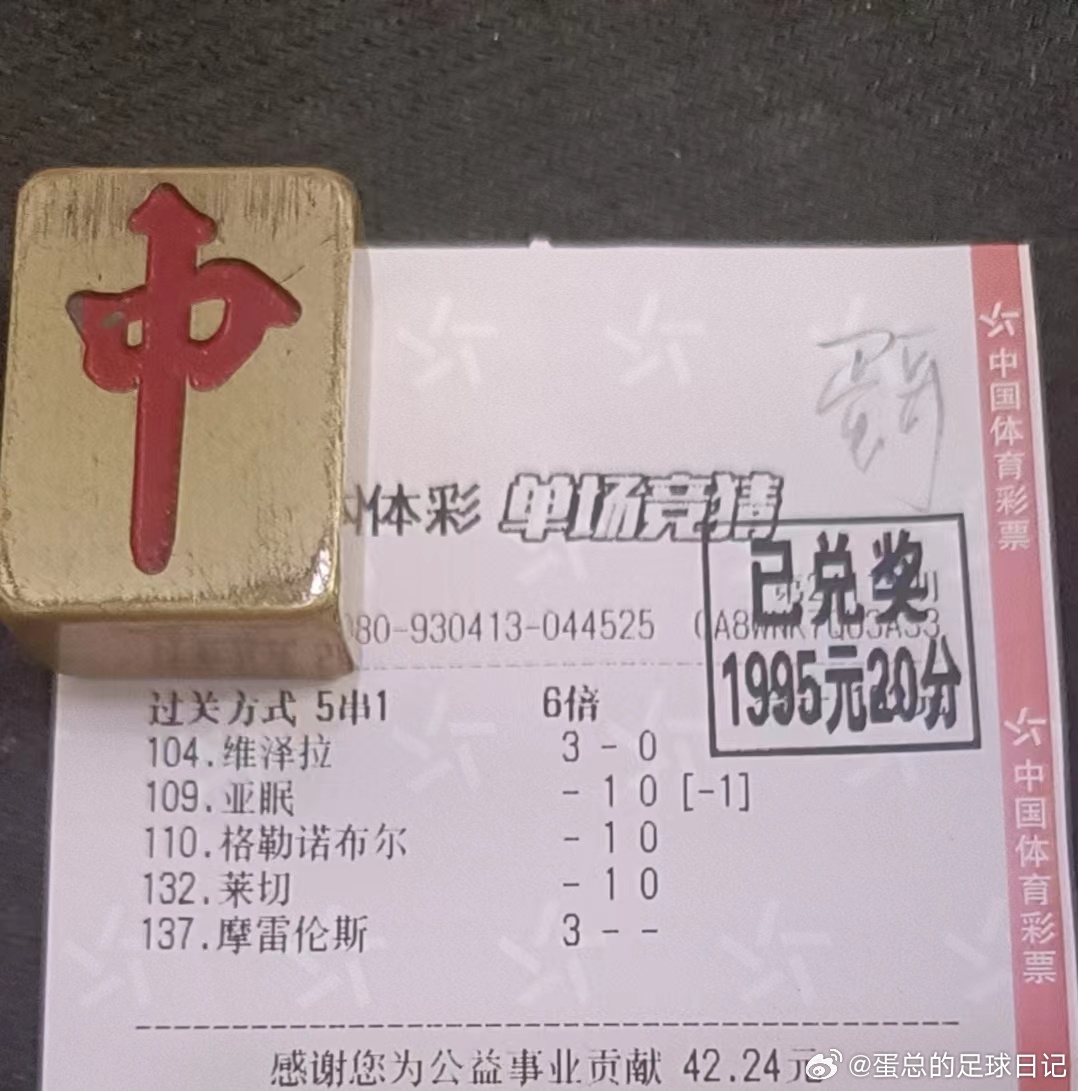 中
体彩 单场竞猜
已兑奖
80-930413-044525
1995元20分
过关方式 5串1 6倍
104.维泽拉 3 - 0
109.亚眠 - 1 0 [-1]
110.格勒诺布尔 - 1 0
132.莱切 - 1 0
137.摩雷伦斯 3 - -
感谢您为公益事业贡献 42.24元
中国体育彩票
中国体育彩票
@蛋总的足球日记